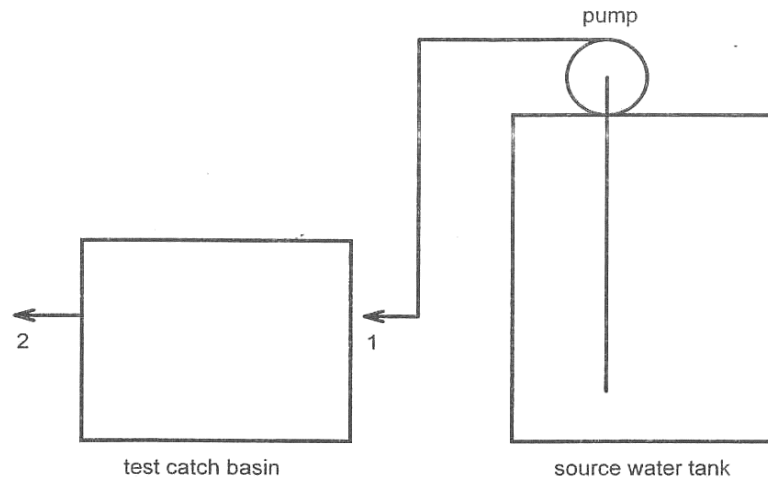 pump
2
1
test catch basin
source water tank